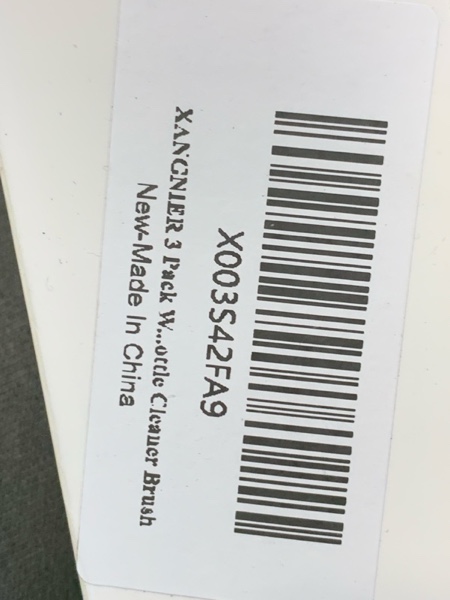 X003S42FA9
XANGNIER 3 Pack W...ottle Cleaner Brush
New-Made In China